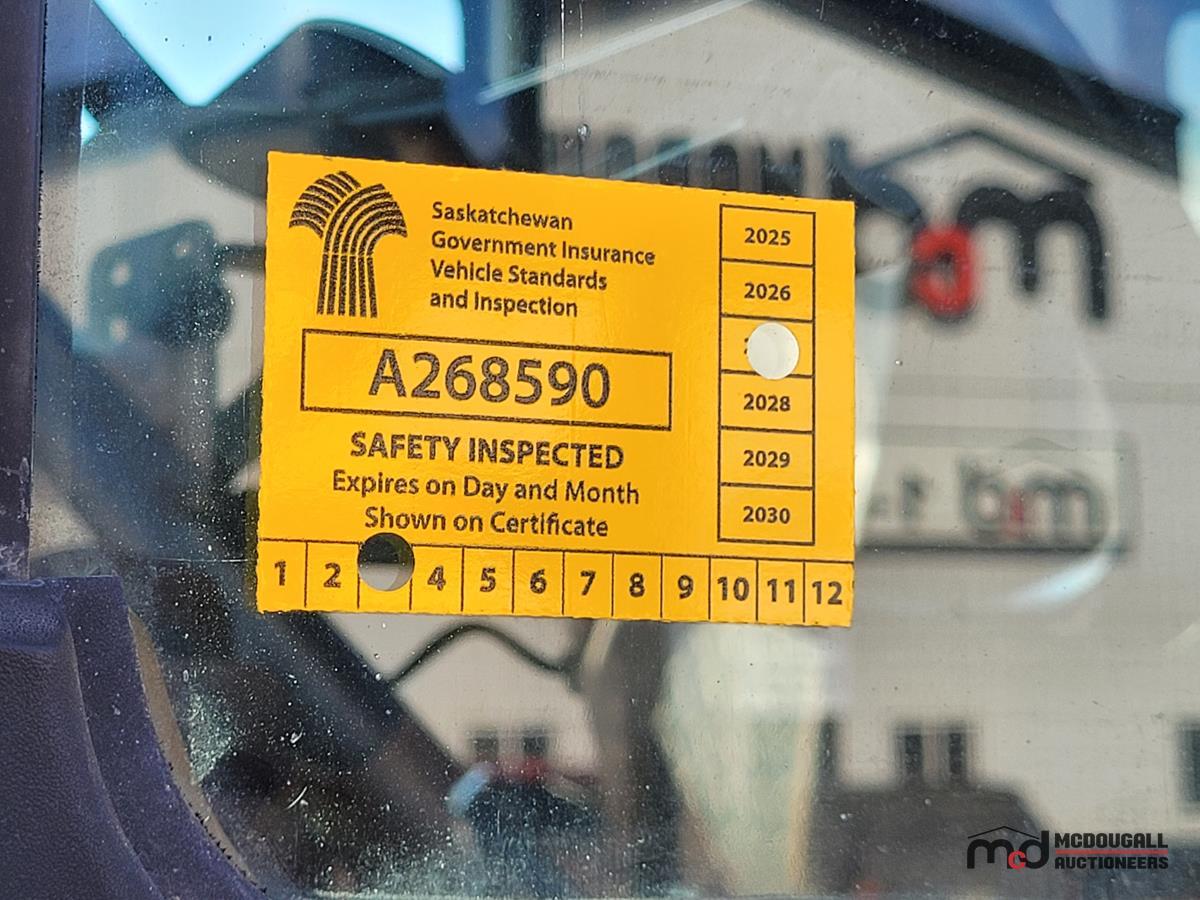 Saskatchewan
Government Insurance
Vehicle Standards
and Inspection
A268590
SAFETY INSPECTED
Expires on Day and Month
Shown on Certificate
2025
2026
2028
2029
2030
1 2 4 5 6 7 8 9 10 11 12
mcd MCDOUGALL
AUCTIONEERS